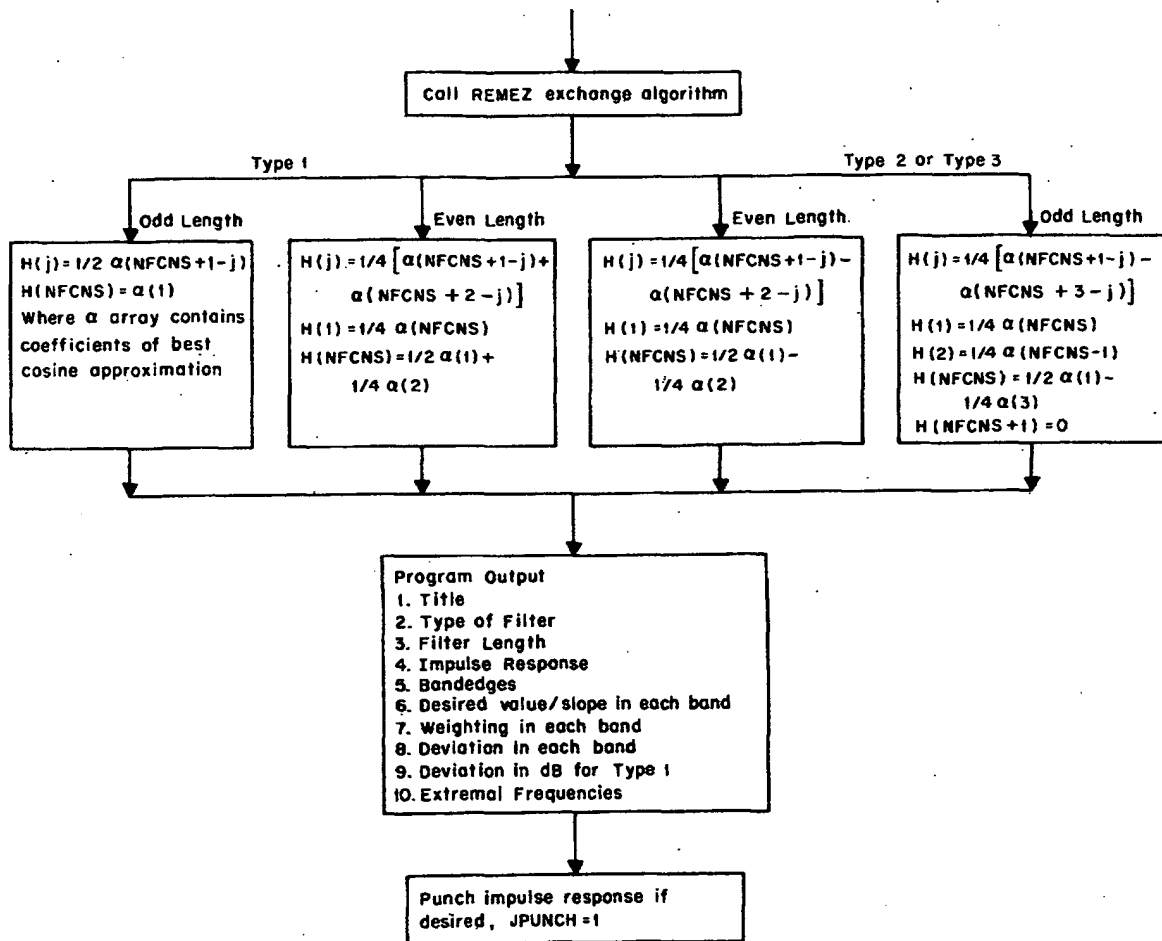 Call REMEZ exchange algorithm
Type 1
Type 2 or Type 3
Odd Length
Even Length
Even Length.
Odd Length
H(j) = 1/2 α(NFCNS+1-j)
H(NFCNS) = α(1)
Where α array contains
coefficients of best
cosine approximation
H(j) = 1/4 [α(NFCNS+1-j)+
α(NFCNS + 2-j)]
H(1) = 1/4 α(NFCNS)
H(NFCNS) = 1/2 α(1)+
1/4 α(2)
H(j) = 1/4 [α(NFCNS+1-j)-
α(NFCNS + 2-j)]
H(1) = 1/4 α(NFCNS)
H(NFCNS) = 1/2 α(1)-
1/4 α(2)
H(j) = 1/4 [α(NFCNS+1-j)-
α(NFCNS + 3-j)]
H(1) = 1/4 α(NFCNS)
H(2) = 1/4 α(NFCNS-1)
H(NFCNS) = 1/2 α(1)-
1/4 α(3)
H(NFCNS+1) = 0
Program Output
1. Title
2. Type of Filter
3. Filter Length
4. Impulse Response
5. Bandedges
6. Desired value/slope in each band
7. Weighting in each band
8. Deviation in each band
9. Deviation in dB for Type 1
10. Extremal Frequencies
Punch impulse response if
desired, JPUNCH = 1